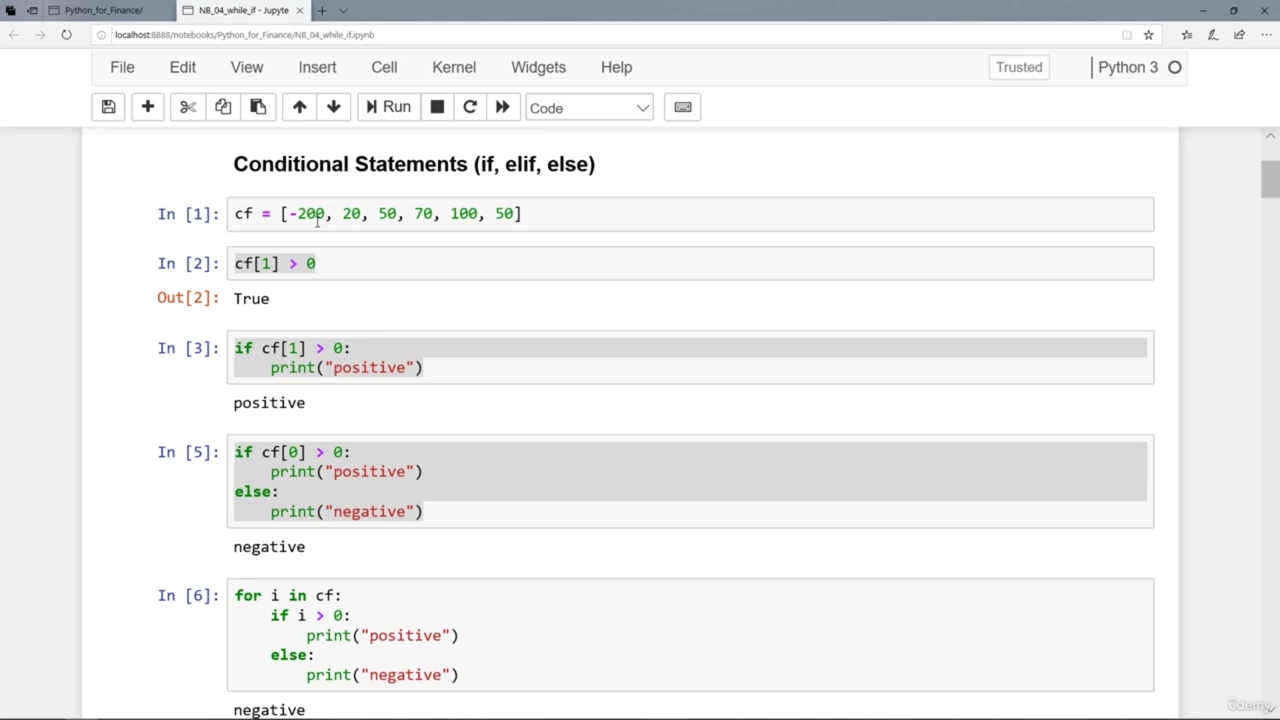 Python_for_Finance/
NB_04_while_if - Jupyte
localhost:8888/notebooks/Python_for_Finance/NB_04_while_if.ipynb
File Edit View Insert Cell Kernel Widgets Help Trusted Python 3
Run Code
Conditional Statements (if, elif, else)
In [1]: cf = [-200, 20, 50, 70, 100, 50]
In [2]: cf[1] > 0
Out[2]: True
In [3]: if cf[1] > 0:
    print("positive")
positive
In [5]: if cf[0] > 0:
    print("positive")
else:
    print("negative")
negative
In [6]: for i in cf:
    if i > 0:
        print("positive")
    else:
        print("negative")
negative
ûdemy